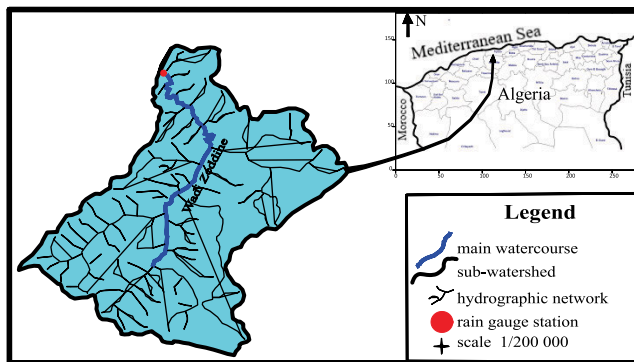 N
Mediterranean Sea
Algeria
Morocco
Tunisia
150
100
50
0
0 50 100 150 200 250
Wadi Zeddine
Legend
main watercourse
sub-watershed
hydrographic network
rain gauge station
scale 1/200 000